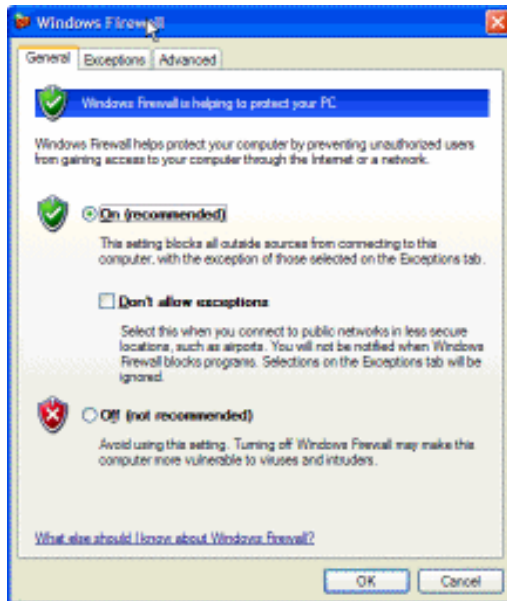 Windows Firewall
General Exceptions Advanced
Windows Firewall is helping to protect your PC
Windows Firewall helps protect your computer by preventing unauthorized users
from gaining access to your computer through the Internet or a network.
On (recommended)
This setting blocks all outside sources from connecting to this
computer, with the exception of those selected on the Exceptions tab.
Don't allow exceptions
Select this when you connect to public networks in less secure
locations, such as airports. You will not be notified when Windows
Firewall blocks programs. Selections on the Exceptions tab will be
ignored.
Off (not recommended)
Avoid using this setting. Turning off Windows Firewall may make this
computer more vulnerable to viruses and intruders.
What else should I know about Windows Firewall?
OK Cancel